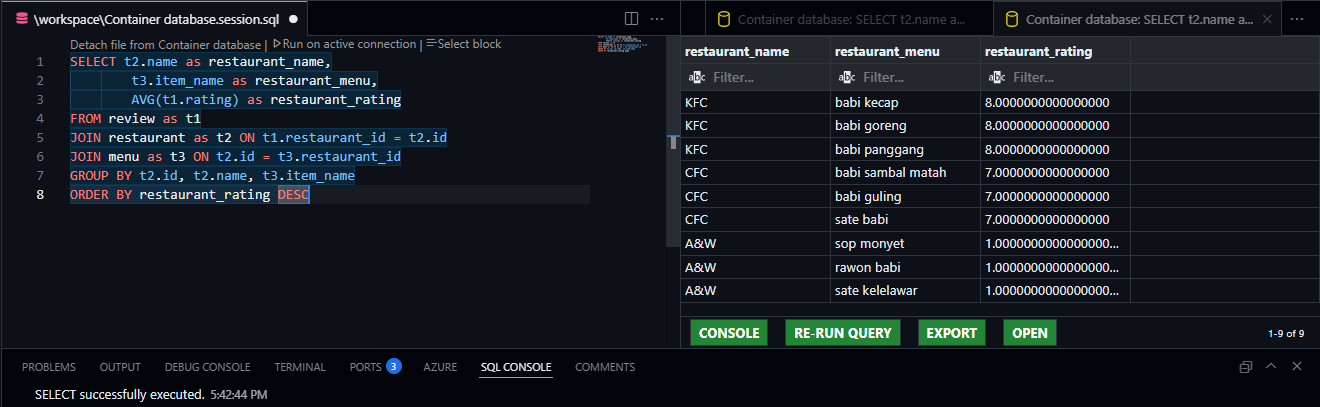 \workspace\Container database.session.sql
Detach file from Container database | ▷Run on active connection | Select block
1 SELECT t2.name as restaurant_name,
2 t3.item_name as restaurant_menu,
3 AVG(t1.rating) as restaurant_rating
4 FROM review as t1
5 JOIN restaurant as t2 ON t1.restaurant_id = t2.id
6 JOIN menu as t3 ON t2.id = t3.restaurant_id
7 GROUP BY t2.id, t2.name, t3.item_name
8 ORDER BY restaurant_rating DESC
Container database: SELECT t2.name a...
Container database: SELECT t2.name a...
restaurant_name restaurant_menu restaurant_rating
abc Filter... abc Filter... abc Filter...
KFC babi kecap 8.0000000000000000
KFC babi goreng 8.0000000000000000
KFC babi panggang 8.0000000000000000
CFC babi sambal matah 7.0000000000000000
CFC babi guling 7.0000000000000000
CFC sate babi 7.0000000000000000
A&W sop monyet 1.0000000000000000...
A&W rawon babi 1.0000000000000000...
A&W sate kelelawar 1.0000000000000000...
CONSOLE RE-RUN QUERY EXPORT OPEN 1-9 of 9
PROBLEMS OUTPUT DEBUG CONSOLE TERMINAL PORTS 3 AZURE SQL CONSOLE COMMENTS
SELECT successfully executed. 5:42:44 PM